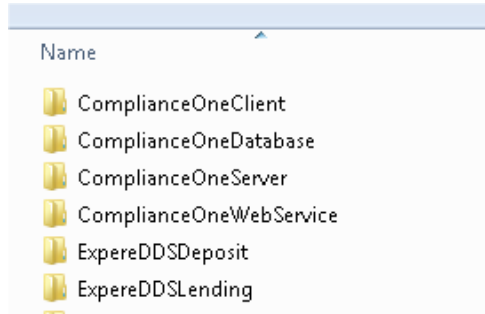 Name
ComplianceOneClient
ComplianceOneDatabase
ComplianceOneServer
ComplianceOneWebService
ExpereDDSDeposit
ExpereDDSLending